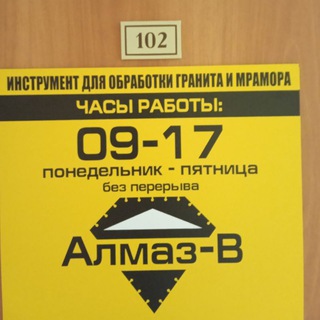 102
ИНСТРУМЕНТ ДЛЯ ОБРАБОТКИ ГРАНИТА И МРАМОРА
ЧАСЫ РАБОТЫ:
09-17
ПОНЕДЕЛЬНИК - ПЯТНИЦА
без перерыва
Алмаз-В